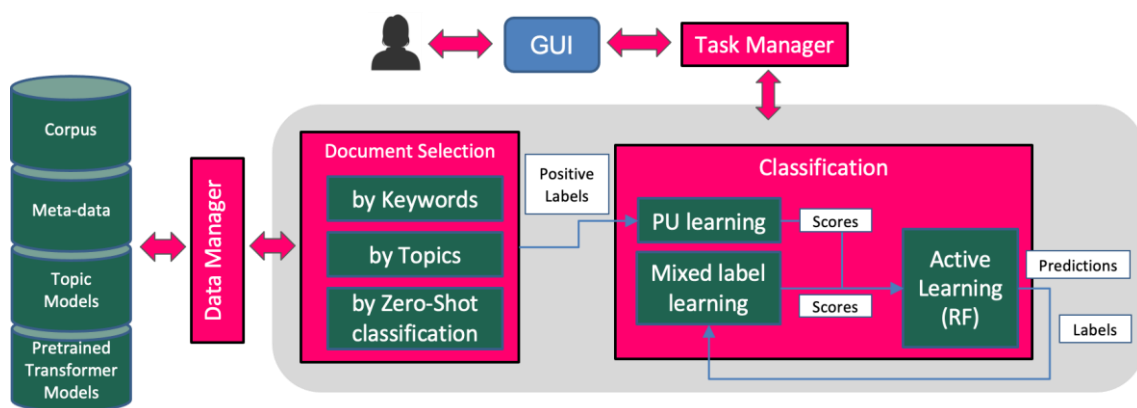 GUI
Task Manager
Corpus
Meta-data
Topic
Models
Pretrained
Transformer
Models
Data Manager
Document Selection
by Keywords
by Topics
by Zero-Shot
classification
Positive
Labels
Classification
PU learning
Mixed label
learning
Scores
Scores
Active
Learning
(RF)
Predictions
Labels